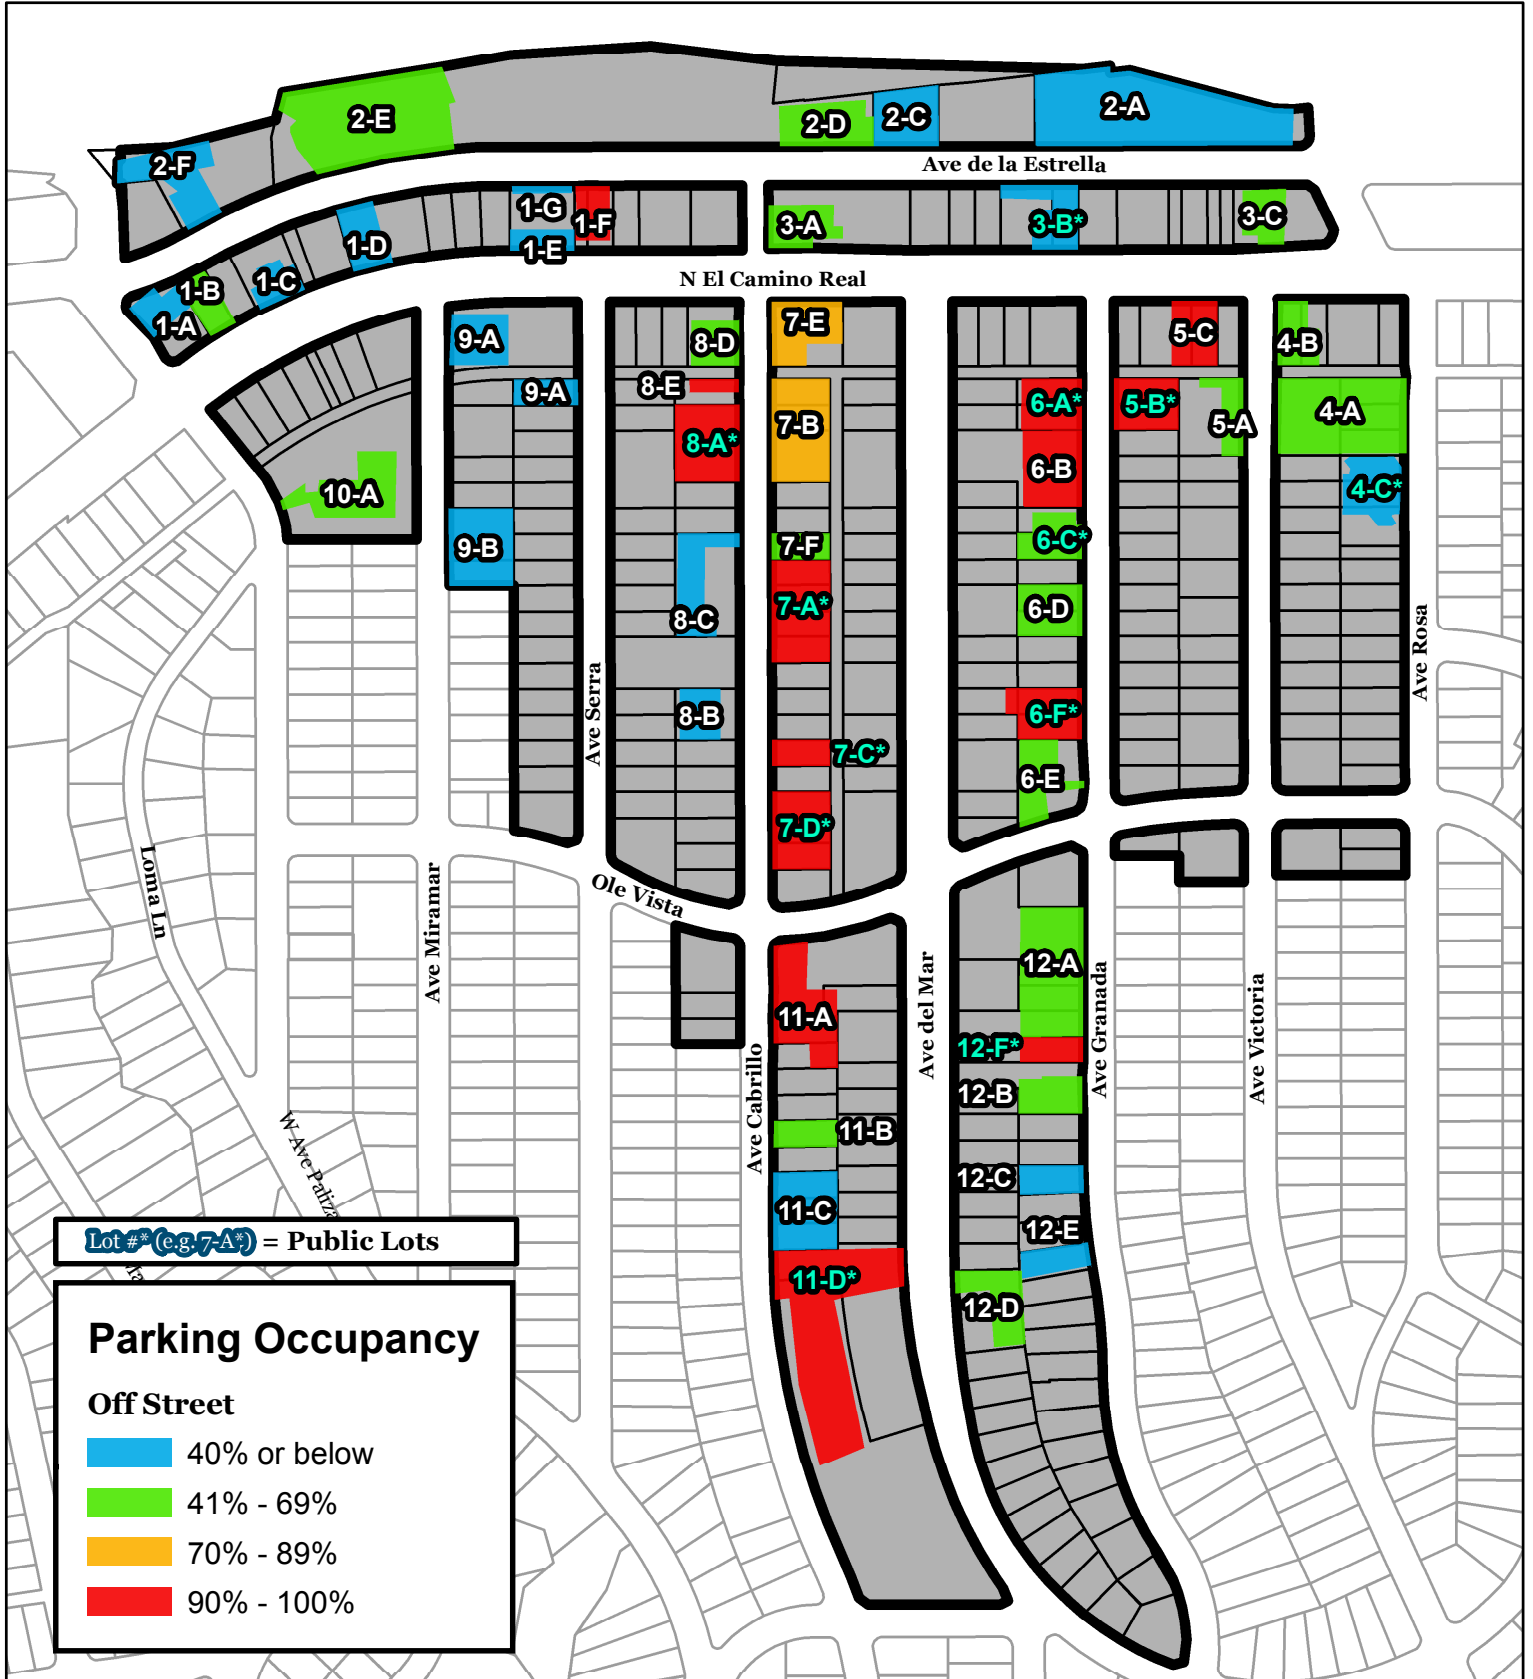 2-E
2-A
2-D
2-C
2-F
Ave de la Estrella
1-G
1-F
3-A
3-B*
3-C
1-D
1-E
N El Camino Real
1-C
1-B
1-A
9-A
8-D
7-E
5-C
4-B
9-A
8-E
6-A*
5-B*
5-A
4-A
7-B
8-A*
6-B
4-C*
10-A
9-B
7-F
6-C*
7-A*
6-D
8-C
Ave Serra
Ave Rosa
8-B
6-F*
7-C*
6-E
7-D*
Loma Ln
Ole Vista
Ave Miramar
12-A
11-A
Ave del Mar
Ave Granada
Ave Victoria
12-F*
12-B
Ave Cabrillo
11-B
W Ave Paliza
12-C
11-C
12-E
11-D*
12-D
Lot #* (e.g. 7-A*) = Public Lots
Parking Occupancy
Off Street
40% or below
41% - 69%
70% - 89%
90% - 100%